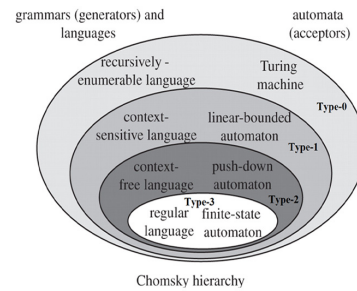 grammars (generators) and
languages
automata
(acceptors)
recursively -
enumerable language
Turing
machine
Type-0
context-
sensitive language
linear-bounded
automaton
Type-1
context-
free language
push-down
automaton
Type-2
Type-3
regular
language
finite-state
automaton
Chomsky hierarchy